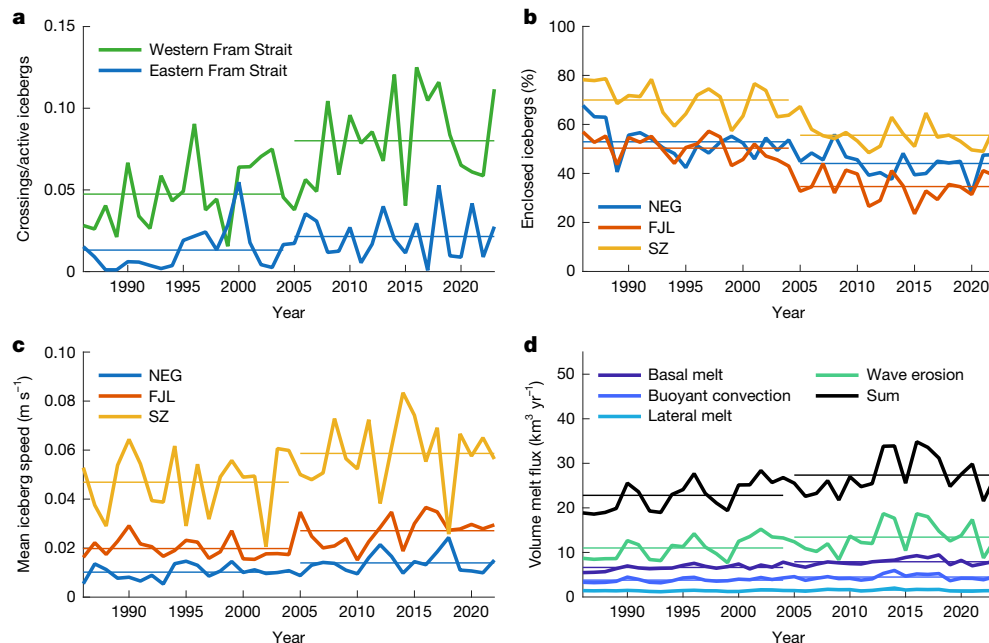 a
0.15
0.10
0.05
0
Crossings/active icebergs
Western Fram Strait
Eastern Fram Strait
1990 1995 2000 2005 2010 2015 2020
Year
b
100
80
60
40
20
0
Enclosed icebergs (%)
NEG
FJL
SZ
1990 1995 2000 2005 2010 2015 2020
Year
c
0.10
0.08
0.06
0.04
0.02
0
Mean iceberg speed (m s⁻¹)
NEG
FJL
SZ
1990 1995 2000 2005 2010 2015 2020
Year
d
50
40
30
20
10
0
Volume melt flux (km³ yr⁻¹)
Basal melt
Buoyant convection
Lateral melt
Wave erosion
Sum
1990 1995 2000 2005 2010 2015 2020
Year